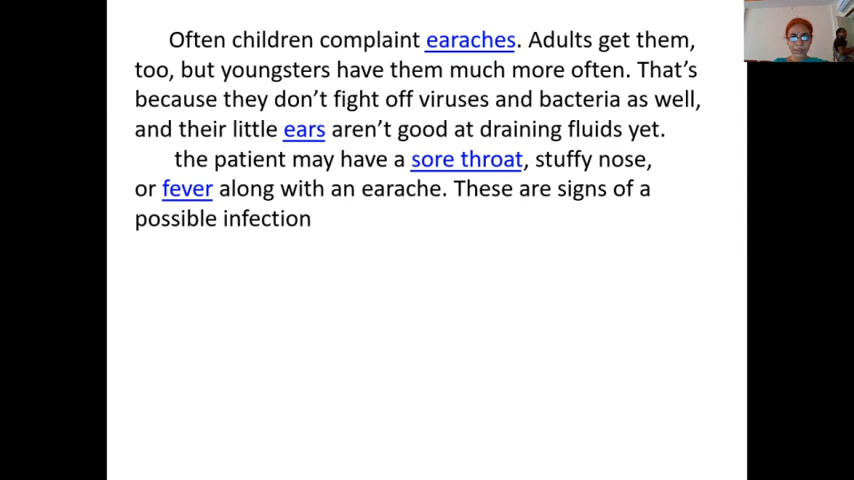 Often children complaint earaches. Adults get them,
too, but youngsters have them much more often. That’s
because they don’t fight off viruses and bacteria as well,
and their little ears aren’t good at draining fluids yet.
the patient may have a sore throat, stuffy nose,
or fever along with an earache. These are signs of a
possible infection